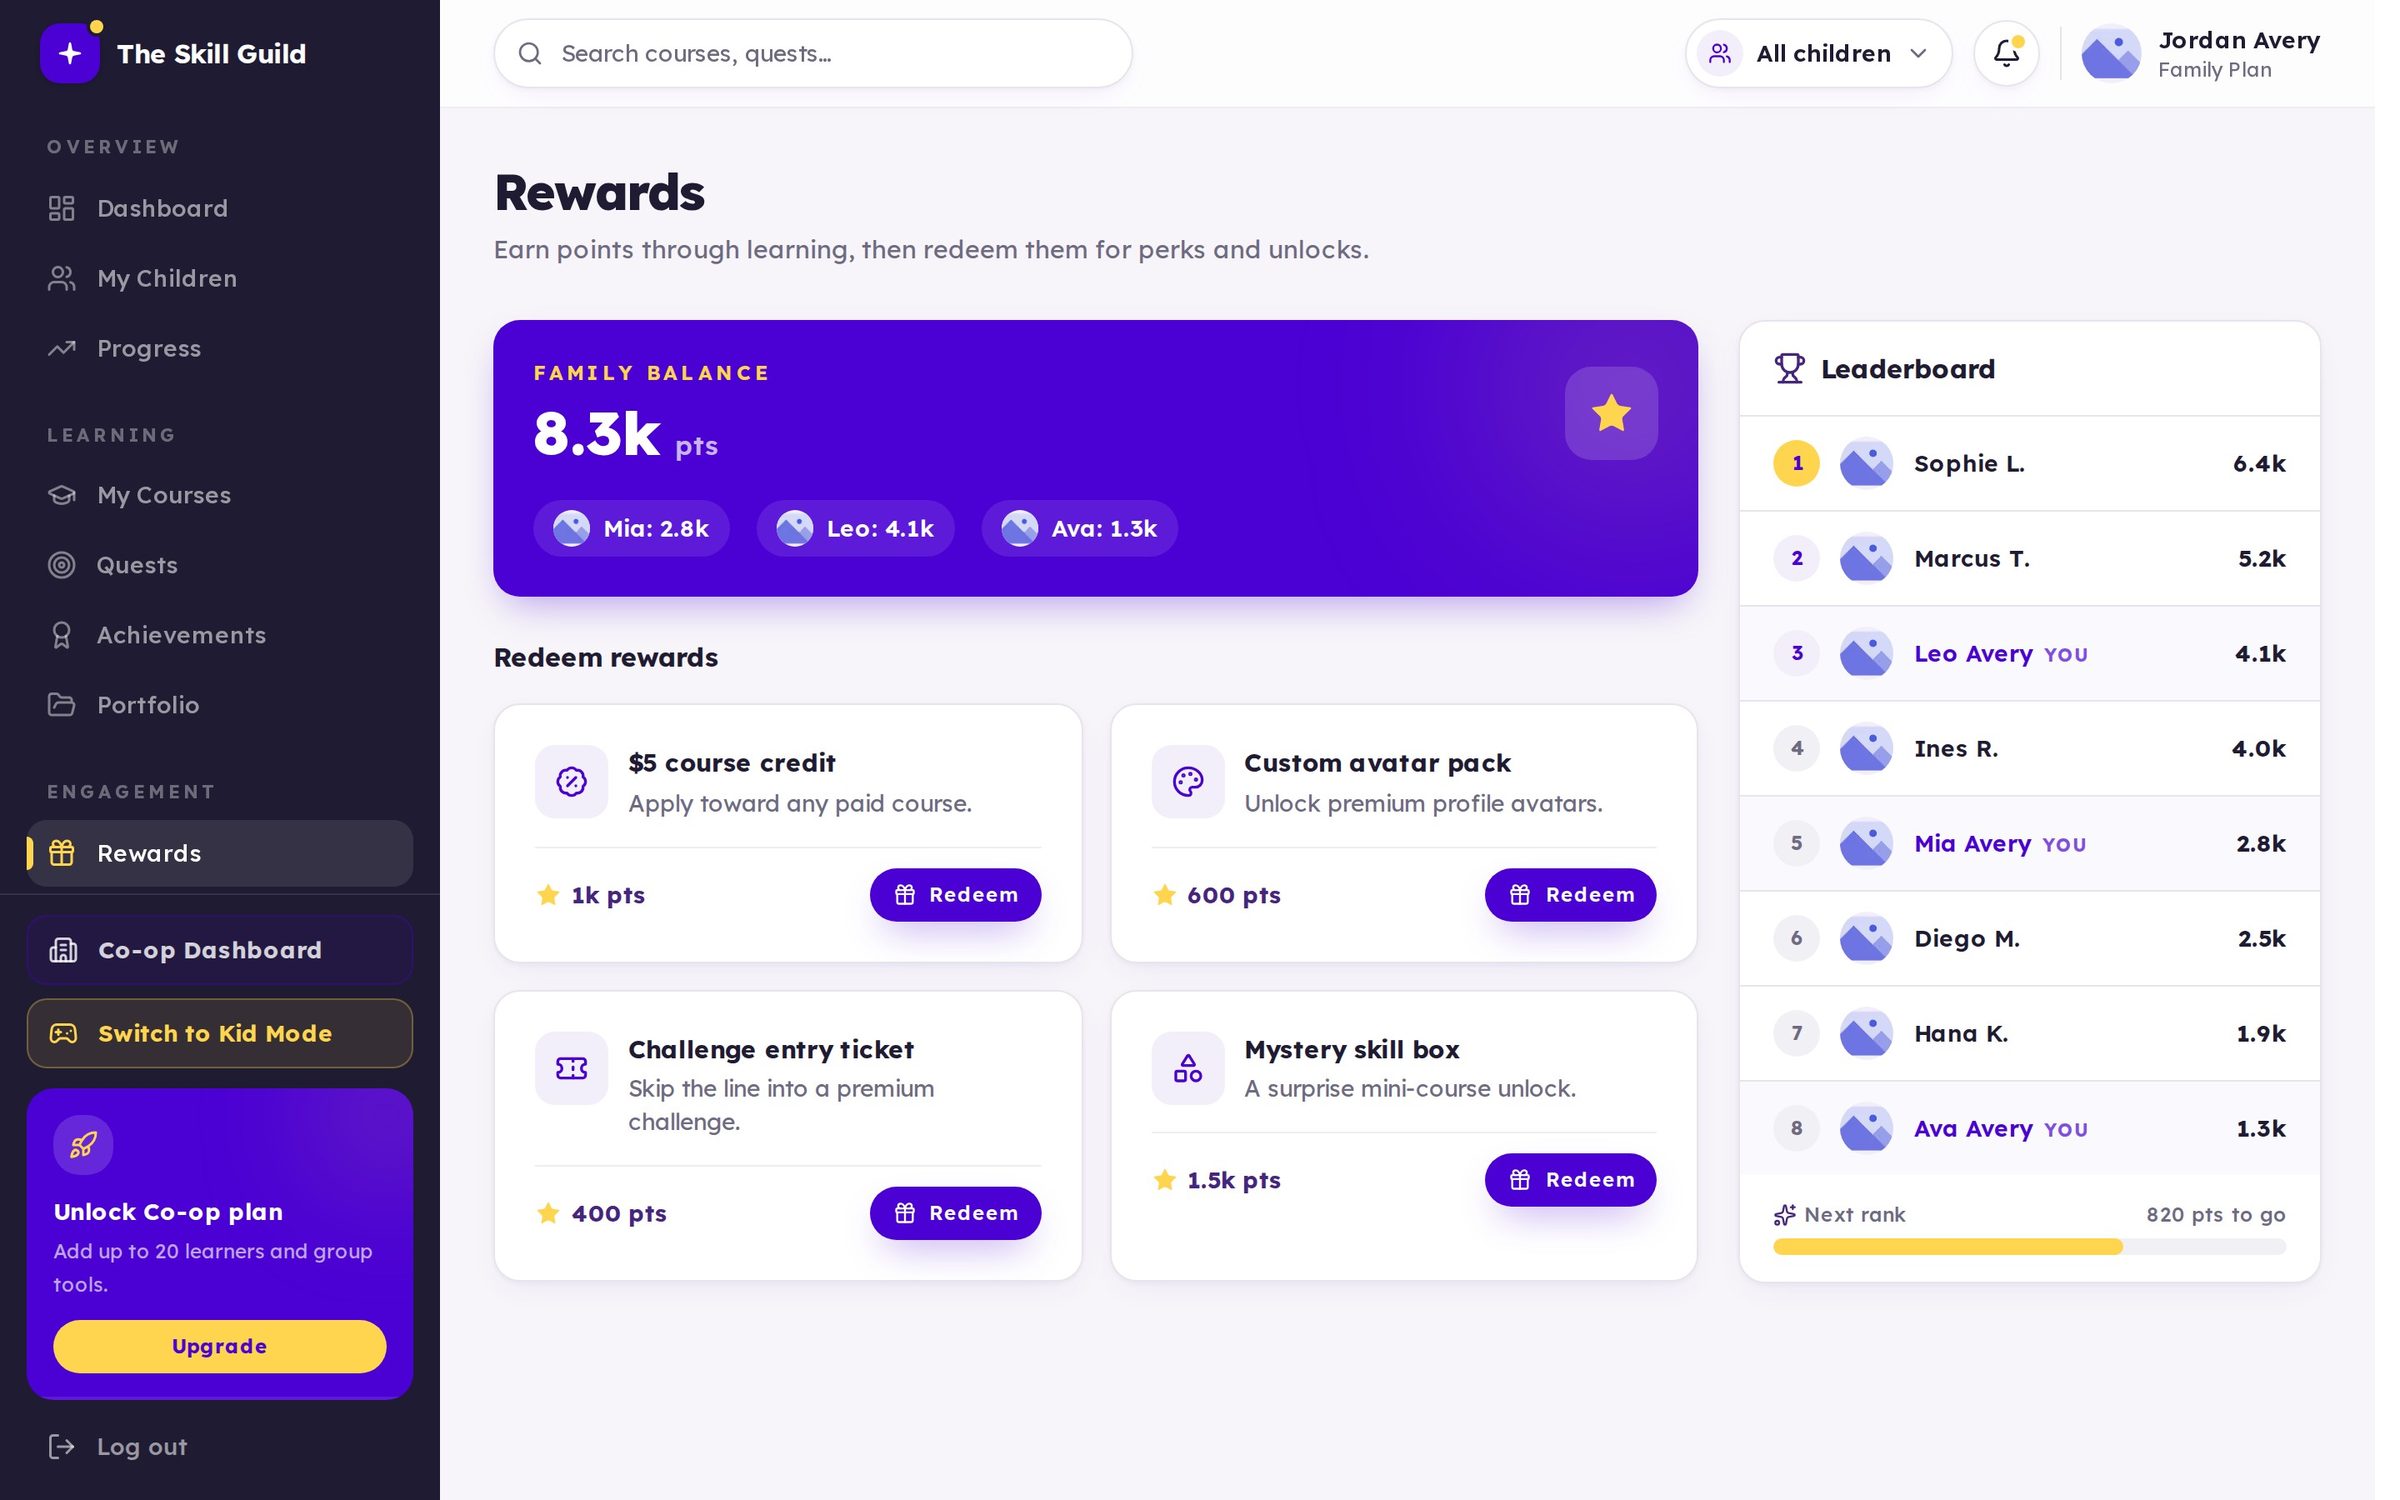 The Skill Guild
OVERVIEW
Dashboard
My Children
Progress
LEARNING
My Courses
Quests
Achievements
Portfolio
ENGAGEMENT
Rewards
Co-op Dashboard
Switch to Kid Mode
Unlock Co-op plan
Add up to 20 learners and group
tools.
Upgrade
Log out
Search courses, quests...
All children
Jordan Avery
Family Plan
Rewards
Earn points through learning, then redeem them for perks and unlocks.
FAMILY BALANCE
8.3k pts
Mia: 2.8k
Leo: 4.1k
Ava: 1.3k
Redeem rewards
$5 course credit
Apply toward any paid course.
1k pts
Redeem
Custom avatar pack
Unlock premium profile avatars.
600 pts
Redeem
Challenge entry ticket
Skip the line into a premium
challenge.
400 pts
Redeem
Mystery skill box
A surprise mini-course unlock.
1.5k pts
Redeem
Leaderboard
1 Sophie L. 6.4k
2 Marcus T. 5.2k
3 Leo Avery YOU 4.1k
4 Ines R. 4.0k
5 Mia Avery YOU 2.8k
6 Diego M. 2.5k
7 Hana K. 1.9k
8 Ava Avery YOU 1.3k
Next rank 820 pts to go